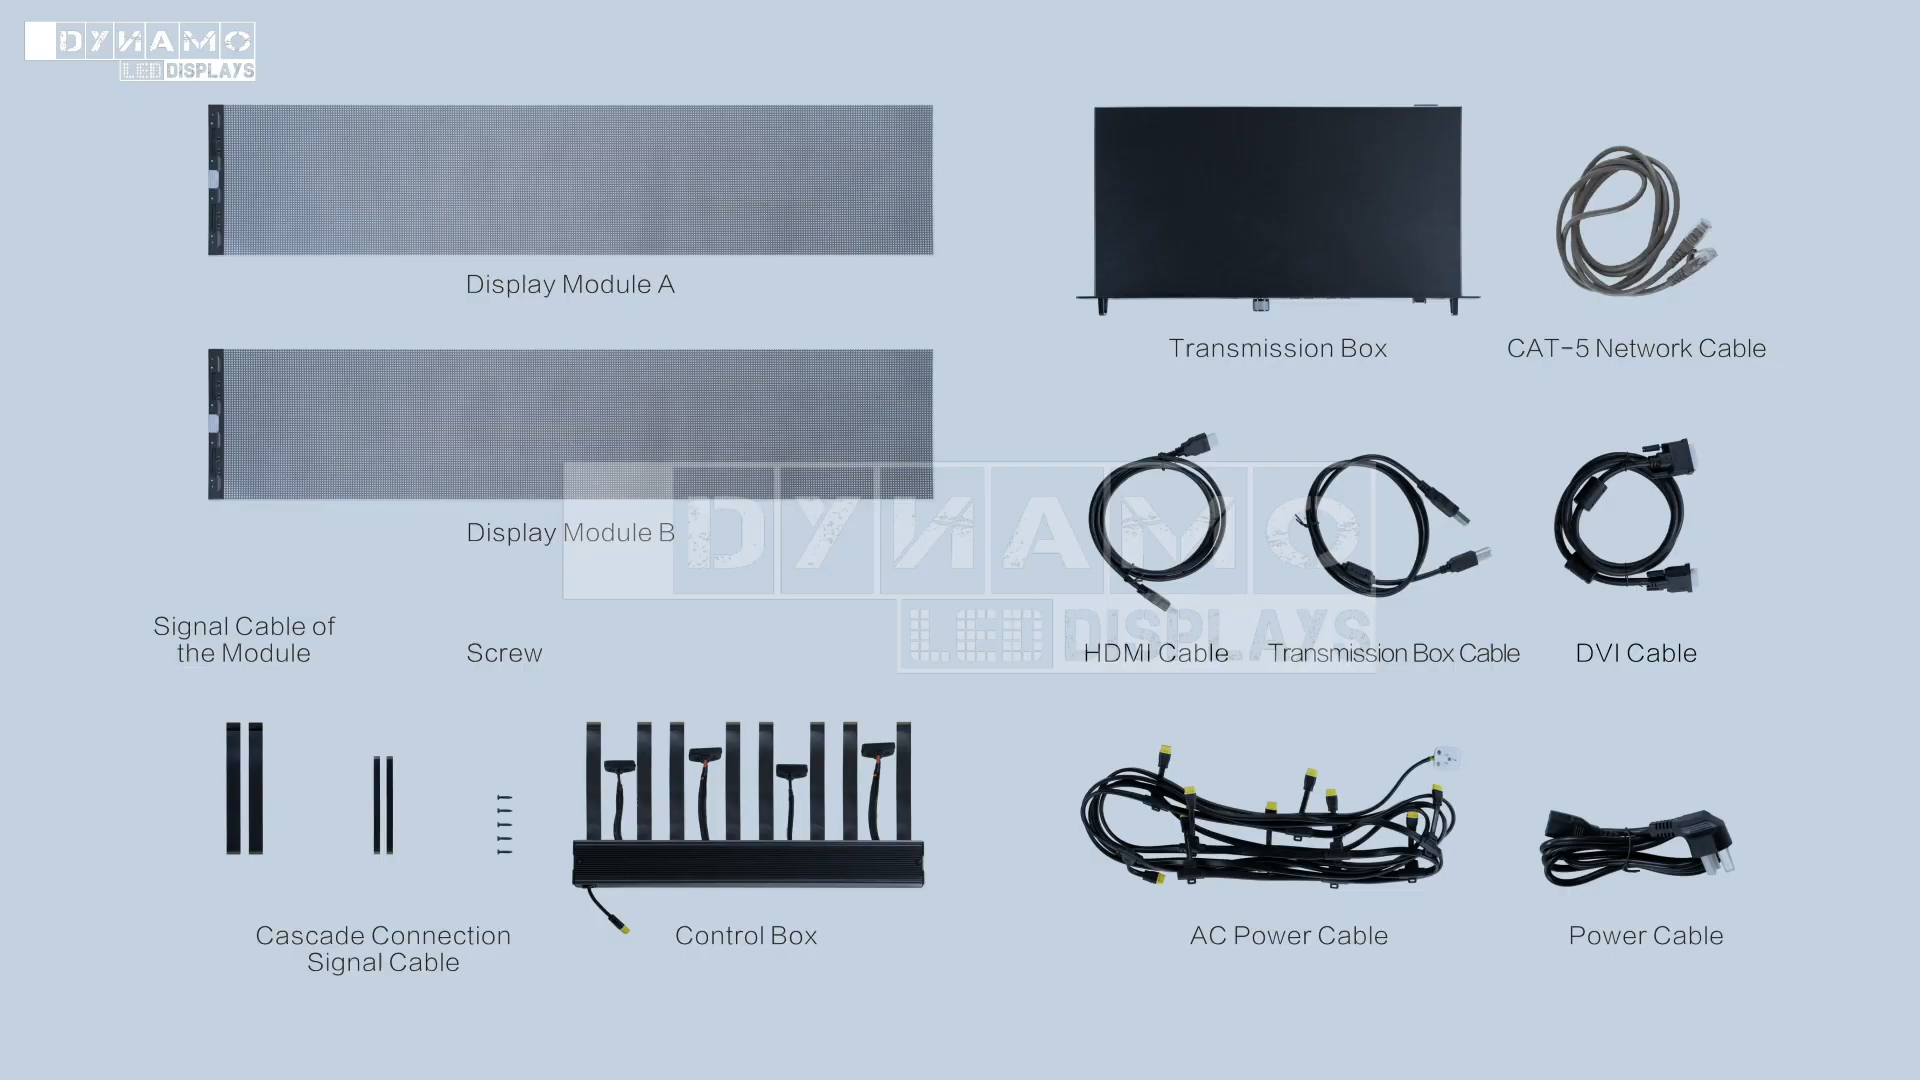 DYNAMO
LED DISPLAYS
Display Module A
Transmission Box
CAT-5 Network Cable
Display Module B
DYNAMO
LED DISPLAYS
Signal Cable of
the Module
Screw
HDMI Cable
Transmission Box Cable
DVI Cable
Cascade Connection
Signal Cable
Control Box
AC Power Cable
Power Cable